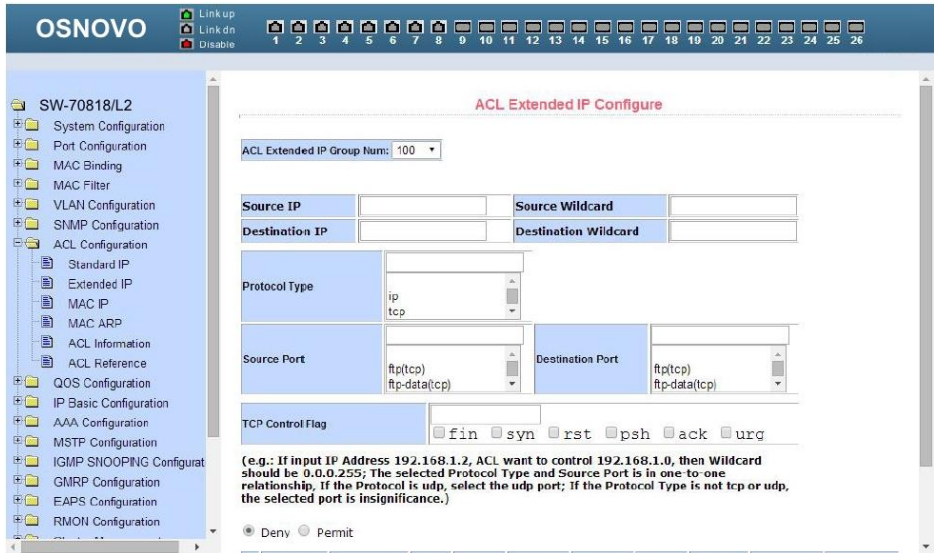 OSNOVO
Link up
Link dn
Disable
1 2 3 4 5 6 7 8 9 10 11 12 13 14 15 16 17 18 19 20 21 22 23 24 25 26
SW-70818/L2
System Configuration
Port Configuration
MAC Binding
MAC Filter
VLAN Configuration
SNMP Configuration
ACL Configuration
Standard IP
Extended IP
MAC IP
MAC ARP
ACL Information
ACL Reference
QOS Configuration
IP Basic Configuration
AAA Configuration
MSTP Configuration
IGMP SNOOPING Configurat
GMRP Configuration
EAPS Configuration
RMON Configuration
ACL Extended IP Configure
ACL Extended IP Group Num: 100
Source IP
Source Wildcard
Destination IP
Destination Wildcard
Protocol Type
ip
tcp
Source Port
ftp(tcp)
ftp-data(tcp)
Destination Port
ftp(tcp)
ftp-data(tcp)
TCP Control Flag
fin syn rst psh ack urg
(e.g.: If input IP Address 192.168.1.2, ACL want to control 192.168.1.0, then Wildcard
should be 0.0.0.255; The selected Protocol Type and Source Port is in one-to-one
relationship, If the Protocol is udp, select the udp port; If the Protocol Type is not tcp or udp,
the selected port is insignificance.)
Deny Permit